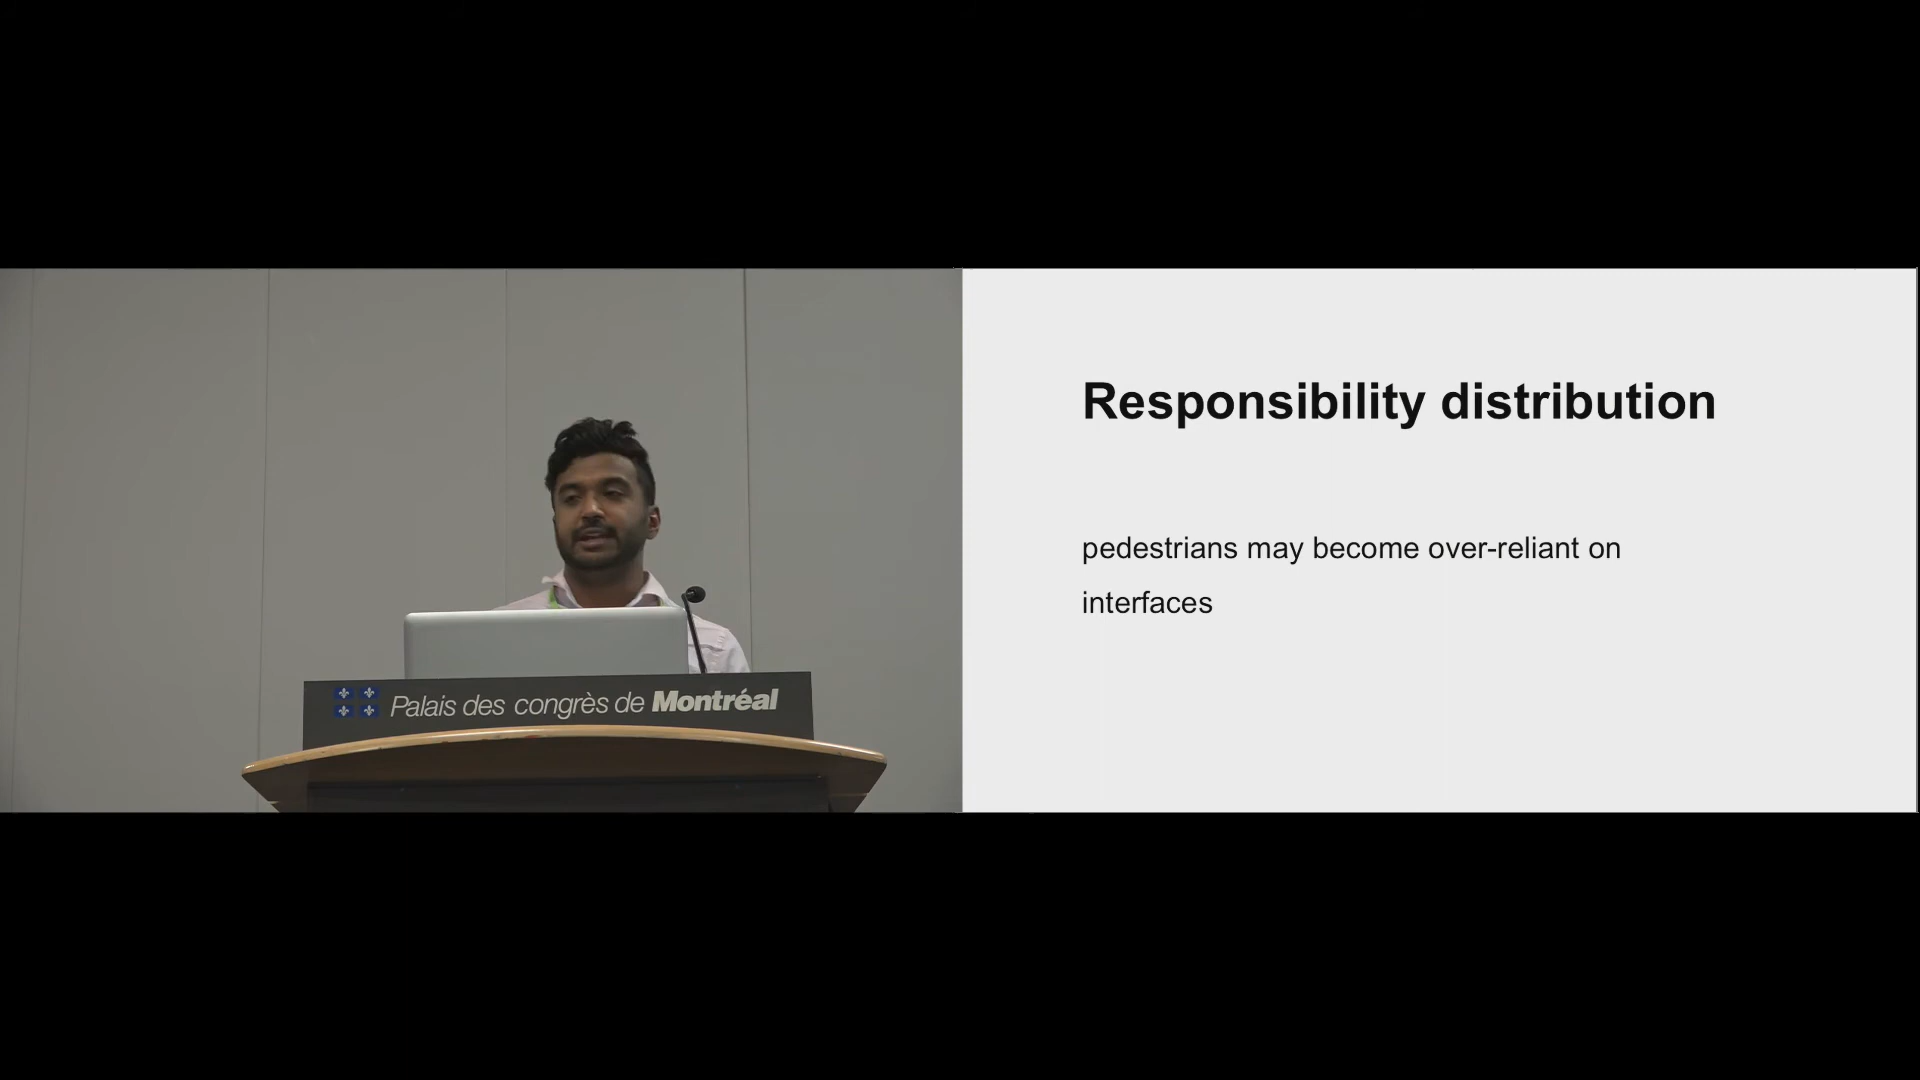 Palais des congrès de Montréal
Responsibility distribution
pedestrians may become over-reliant on
interfaces